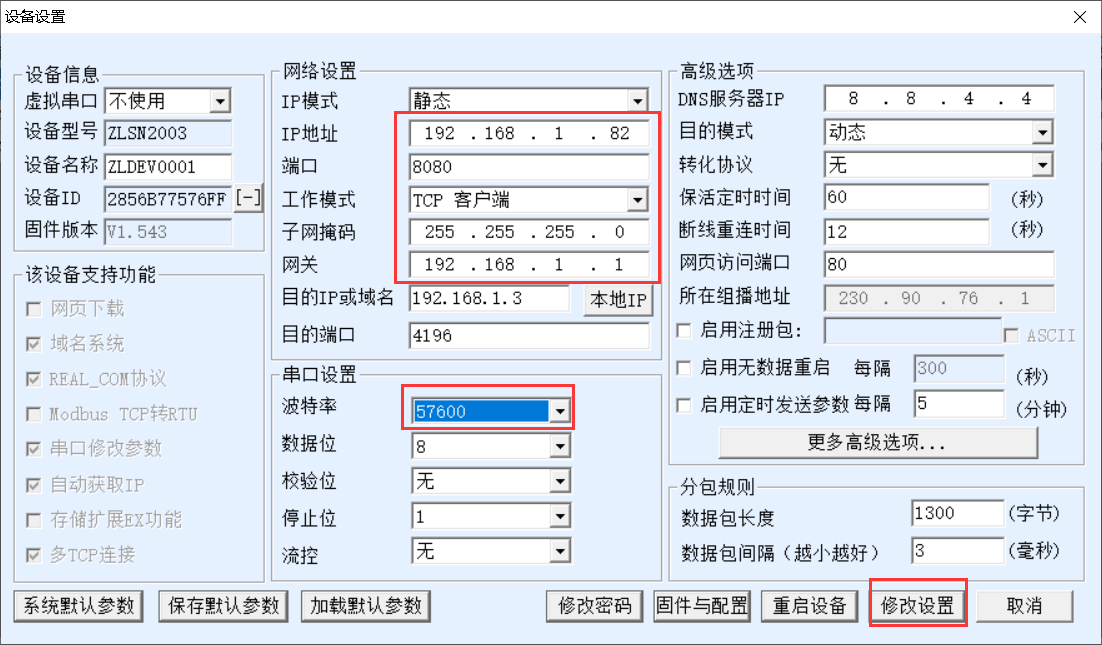 设备设置
设备信息
虚拟串口 不使用
设备型号 ZLSN2003
设备名称 ZLDEV0001
设备ID 2856B77576FF [-]
固件版本 V1.543
该设备支持功能
网页下载
域名系统
REAL_COM协议
Modbus TCP转RTU
串口修改参数
自动获取IP
存储扩展EX功能
多TCP连接
网络设置
IP模式 静态
IP地址 192 . 168 . 1 . 82
端口 8080
工作模式 TCP 客户端
子网掩码 255 . 255 . 255 . 0
网关 192 . 168 . 1 . 1
目的IP或域名 192.168.1.3 本地IP
目的端口 4196
串口设置
波特率 57600
数据位 8
校验位 无
停止位 1
流控 无
高级选项
DNS服务器IP 8 . 8 . 4 . 4
目的模式 动态
转化协议 无
保活定时时间 60 (秒)
断线重连时间 12 (秒)
网页访问端口 80
所在组播地址 230 . 90 . 76 . 1
启用注册包: ASCII
启用无数据重启 每隔 300 (秒)
启用定时发送参数 每隔 5 (分钟)
更多高级选项...
分包规则
数据包长度 1300 (字节)
数据包间隔（越小越好） 3 (毫秒)
系统默认参数 保存默认参数 加载默认参数 修改密码 固件与配置 重启设备 修改设置 取消